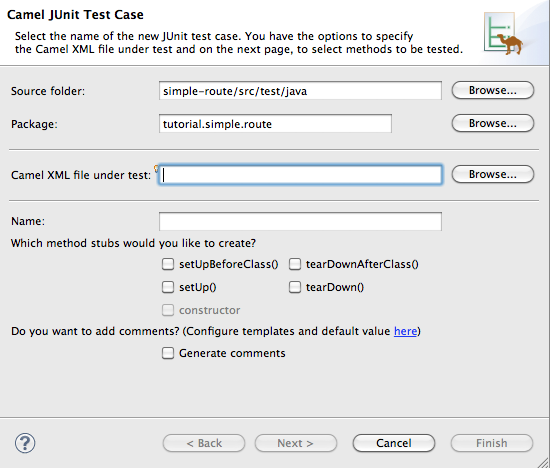 Camel JUnit Test Case
Select the name of the new JUnit test case. You have the options to specify
the Camel XML file under test and on the next page, to select methods to be tested.
Source folder: simple-route/src/test/java Browse...
Package: tutorial.simple.route Browse...
Camel XML file under test: Browse...
Name:
Which method stubs would you like to create?
setUpBeforeClass() tearDownAfterClass()
setUp() tearDown()
constructor
Do you want to add comments? (Configure templates and default value here)
Generate comments
? < Back Next > Cancel Finish